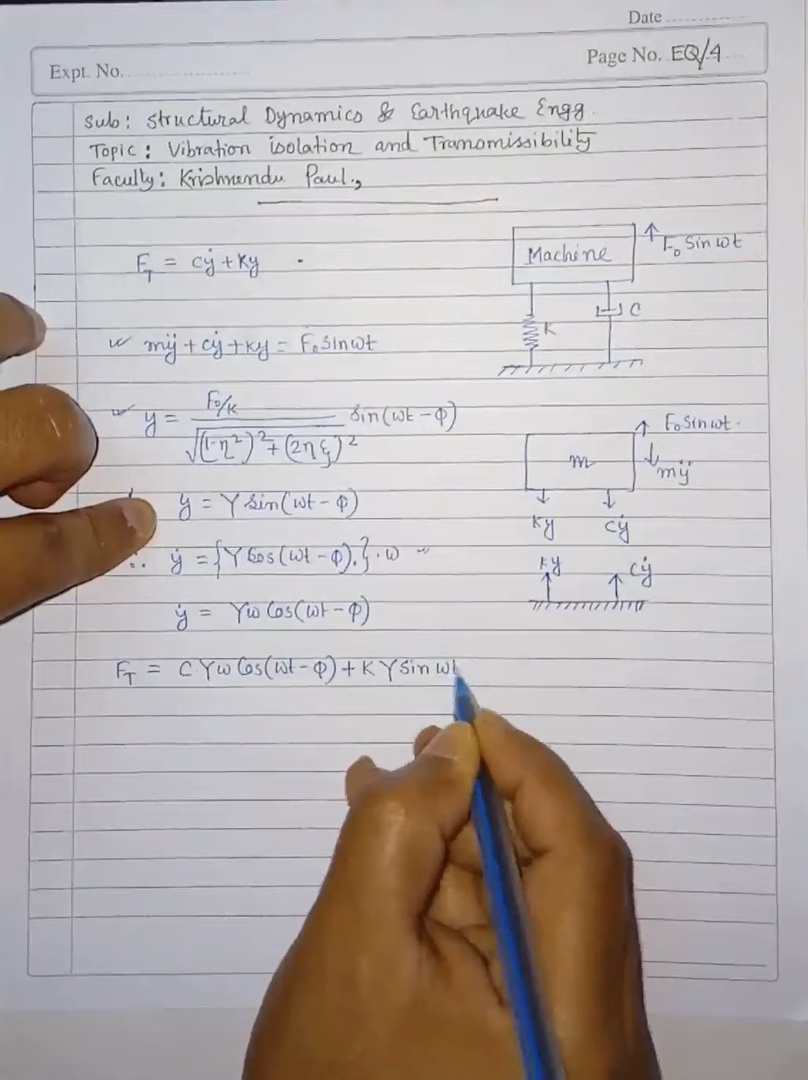 Date
Expt. No.
Page No. EQ/4
Sub: Structural Dynamics & Earthquake Engg.
Topic: Vibration isolation and Transmissibility
Faculty: Krishnendu Paul.,
F_T = cẏ + Ky
Machine
F₀ Sin ωt
K
C
mÿ + cẏ + Ky = F₀ sin ωt
y = F₀/K / √(1-η²)² + (2ηξ)² sin(ωt - φ)
F₀ sin ωt.
m
mÿ
Ky
cẏ
y = Y sin(ωt - φ)
∴ ẏ = {Y Cos(ωt - φ).} · ω
Ky
cẏ
ẏ = Yω Cos(ωt - φ)
F_T = C Yω Cos(ωt - φ) + K Y sin ωt